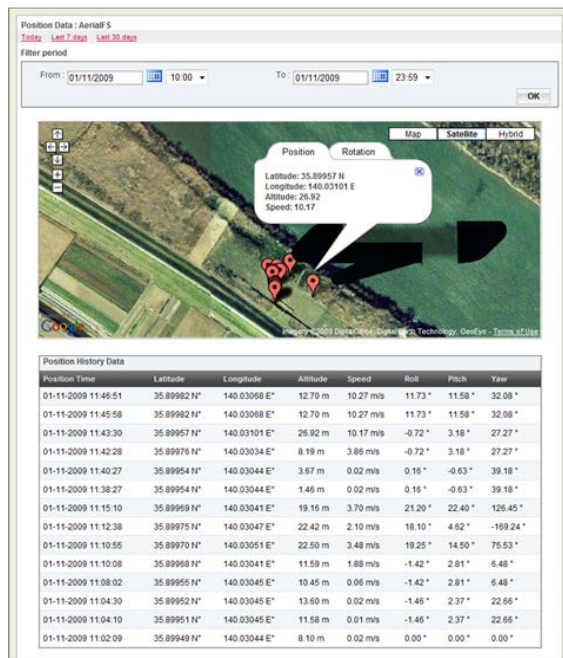 Position Data : AerialFS
Today Last 7 days Last 30 days
Filter period
From : 01/11/2009 10:00 To : 01/11/2009 23:59
OK
Map Satellite Hybrid
Position Rotation
Latitude: 35.89957 N
Longitude: 140.03101 E
Altitude: 26.92
Speed: 10.17
Google
Imagery ©2009 DigitalGlobe, Digital Earth Technology, GeoEye - Terms of Use
Position History Data
Position Time Latitude Longitude Altitude Speed Roll Pitch Yaw
01-11-2009 11:46:51 35.89982 N° 140.03068 E° 12.70 m 10.27 m/s 11.73 ° 11.58 ° 32.08 °
01-11-2009 11:45:58 35.89982 N° 140.03068 E° 12.70 m 10.27 m/s 11.73 ° 11.58 ° 32.08 °
01-11-2009 11:43:30 35.89957 N° 140.03101 E° 26.92 m 10.17 m/s -0.72 ° 3.18 ° 27.27 °
01-11-2009 11:42:28 35.89976 N° 140.03034 E° 8.19 m 3.86 m/s -0.72 ° 3.18 ° 27.27 °
01-11-2009 11:40:27 35.89954 N° 140.03044 E° 3.67 m 0.02 m/s 0.16 ° -0.63 ° 39.18 °
01-11-2009 11:38:27 35.89954 N° 140.03044 E° 1.46 m 0.02 m/s 0.16 ° -0.63 ° 39.18 °
01-11-2009 11:15:10 35.89969 N° 140.03041 E° 19.16 m 3.70 m/s 21.20 ° 22.40 ° 126.45 °
01-11-2009 11:12:38 35.89975 N° 140.03047 E° 22.42 m 2.10 m/s 18.10 ° 4.62 ° -169.24 °
01-11-2009 11:10:55 35.89970 N° 140.03051 E° 22.50 m 3.48 m/s 19.25 ° 14.50 ° 75.53 °
01-11-2009 11:10:08 35.89968 N° 140.03041 E° 11.59 m 1.88 m/s -1.42 ° 2.81 ° 6.48 °
01-11-2009 11:08:02 35.89955 N° 140.03045 E° 10.45 m 0.06 m/s -1.42 ° 2.81 ° 6.48 °
01-11-2009 11:04:30 35.89952 N° 140.03045 E° 13.60 m 0.02 m/s -1.46 ° 2.37 ° 22.66 °
01-11-2009 11:04:10 35.89951 N° 140.03045 E° 11.58 m 0.01 m/s -1.46 ° 2.37 ° 22.66 °
01-11-2009 11:02:09 35.89949 N° 140.03044 E° 8.10 m 0.02 m/s 0.00 ° 0.00 ° 0.00 °